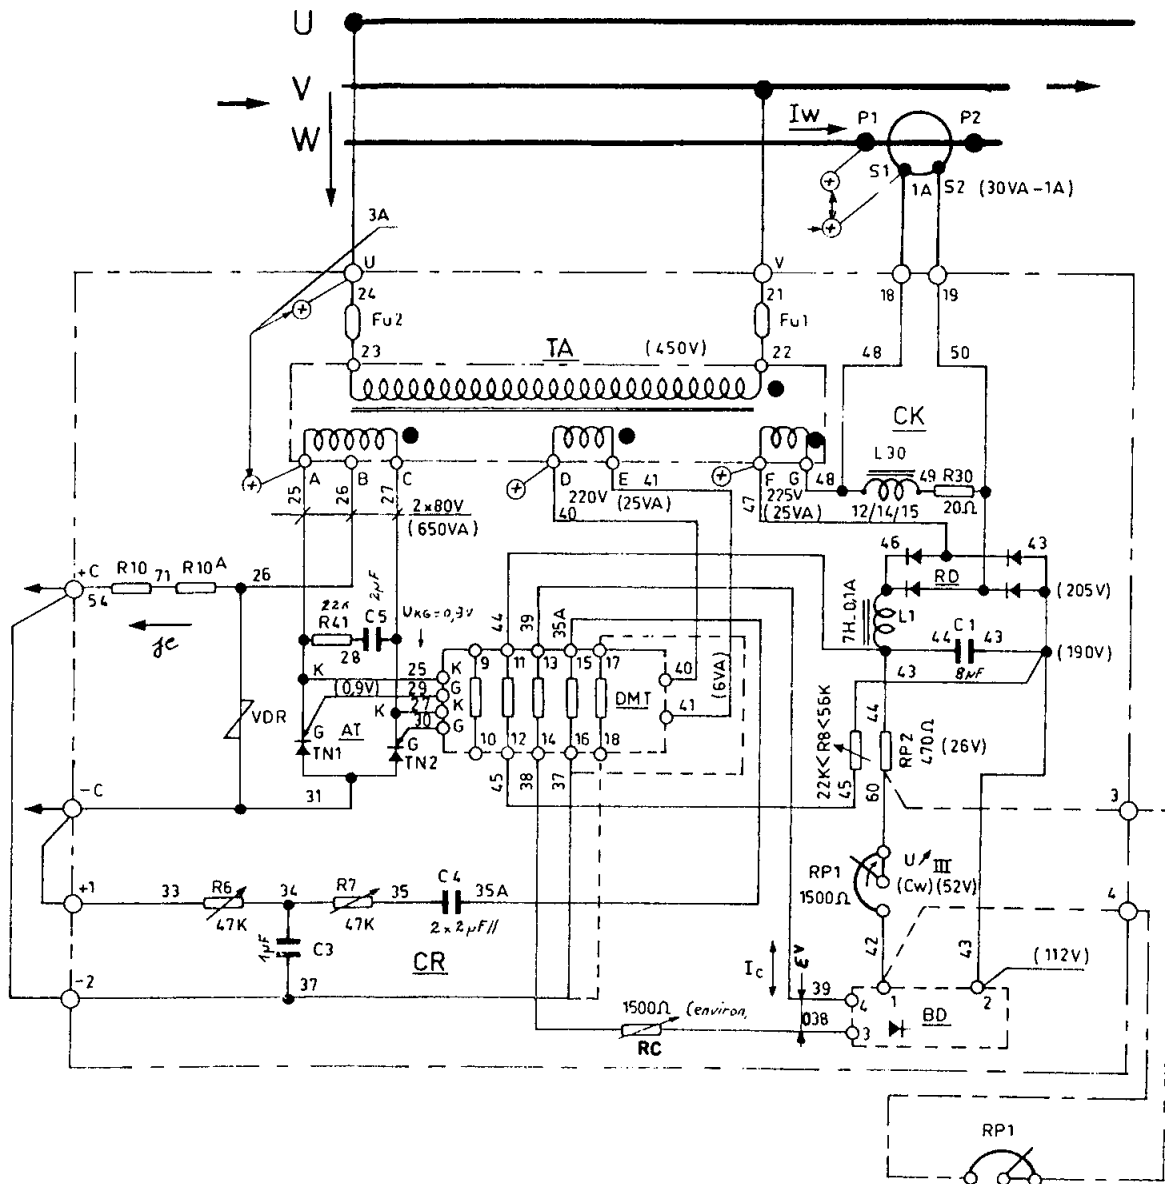 U
V
W
Iw
P1
P2
S1
1A
S2
(30VA-1A)
3A
U
V
24
21
18
19
Fu2
Fu1
23
TA
(450V)
22
48
50
CK
L30
49
R30
12/14/15
20Ω
A
B
C
D
E
F
G
48
25
26
27
2x80V
(650VA)
220V
(25VA)
40
41
47
225V
(25VA)
+C
54
R10
71
R10A
26
22K
R41
28
2µF
C5
UKG=0,3V
44
39
35A
46
43
RD
(205V)
7H.0,1A
L1
44
C1
43
8µF
(190V)
43
VDR
K
(0,9V)
25
29
K
27
30
K
G
K
G
9
11
13
15
17
DMT
40
41
(6VA)
G
TN1
AT
G
TN2
10
12
14
16
18
45
38
37
22K<R8<56K
45
44
RP2
470Ω
(26V)
60
-C
31
3
RP1
1500Ω
U
III
(Cw)(52V)
+1
33
R6
47K
34
R7
47K
35
C4
35A
2x2µF//
4
1µF
C3
CR
42
43
(112V)
-2
37
Ic
39
038
4
3
1
2
BD
1500Ω
(environ,
RC
RP1